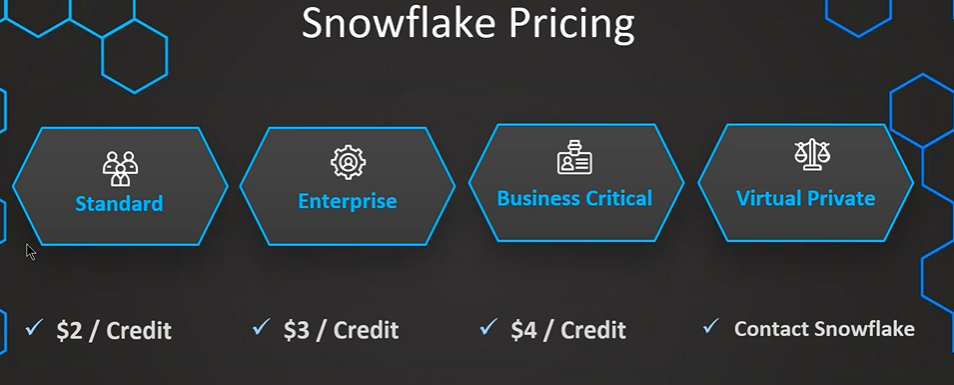 Snowflake Pricing
Standard
Enterprise
Business Critical
Virtual Private
$2 / Credit
$3 / Credit
$4 / Credit
Contact Snowflake